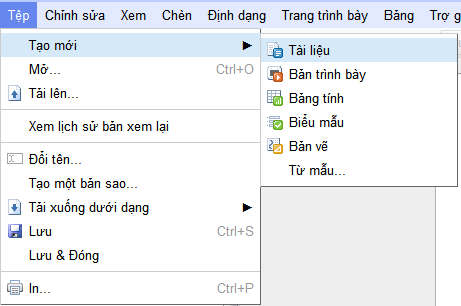 Tệp Chỉnh sửa Xem Chèn Định dạng Trang trình bày Bảng Trợ g
Tạo mới
Tài liệu
Bản trình bày
Bảng tính
Biểu mẫu
Bản vẽ
Từ mẫu...
Mở... Ctrl+O
Tải lên...
Xem lịch sử bản xem lại
Đổi tên...
Tạo một bản sao...
Tải xuống dưới dạng
Lưu Ctrl+S
Lưu & Đóng
In... Ctrl+P